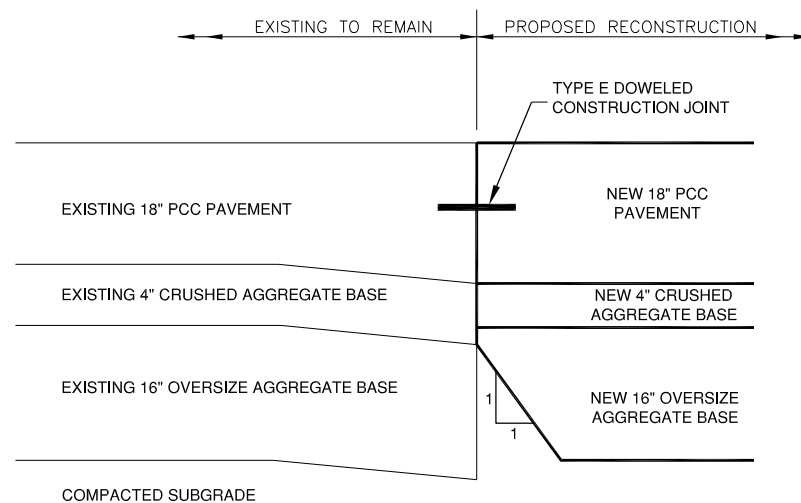 EXISTING TO REMAIN
PROPOSED RECONSTRUCTION
TYPE E DOWELED
CONSTRUCTION JOINT
EXISTING 18" PCC PAVEMENT
NEW 18" PCC
PAVEMENT
EXISTING 4" CRUSHED AGGREGATE BASE
NEW 4" CRUSHED
AGGREGATE BASE
EXISTING 16" OVERSIZE AGGREGATE BASE
NEW 16" OVERSIZE
AGGREGATE BASE
1
1
COMPACTED SUBGRADE